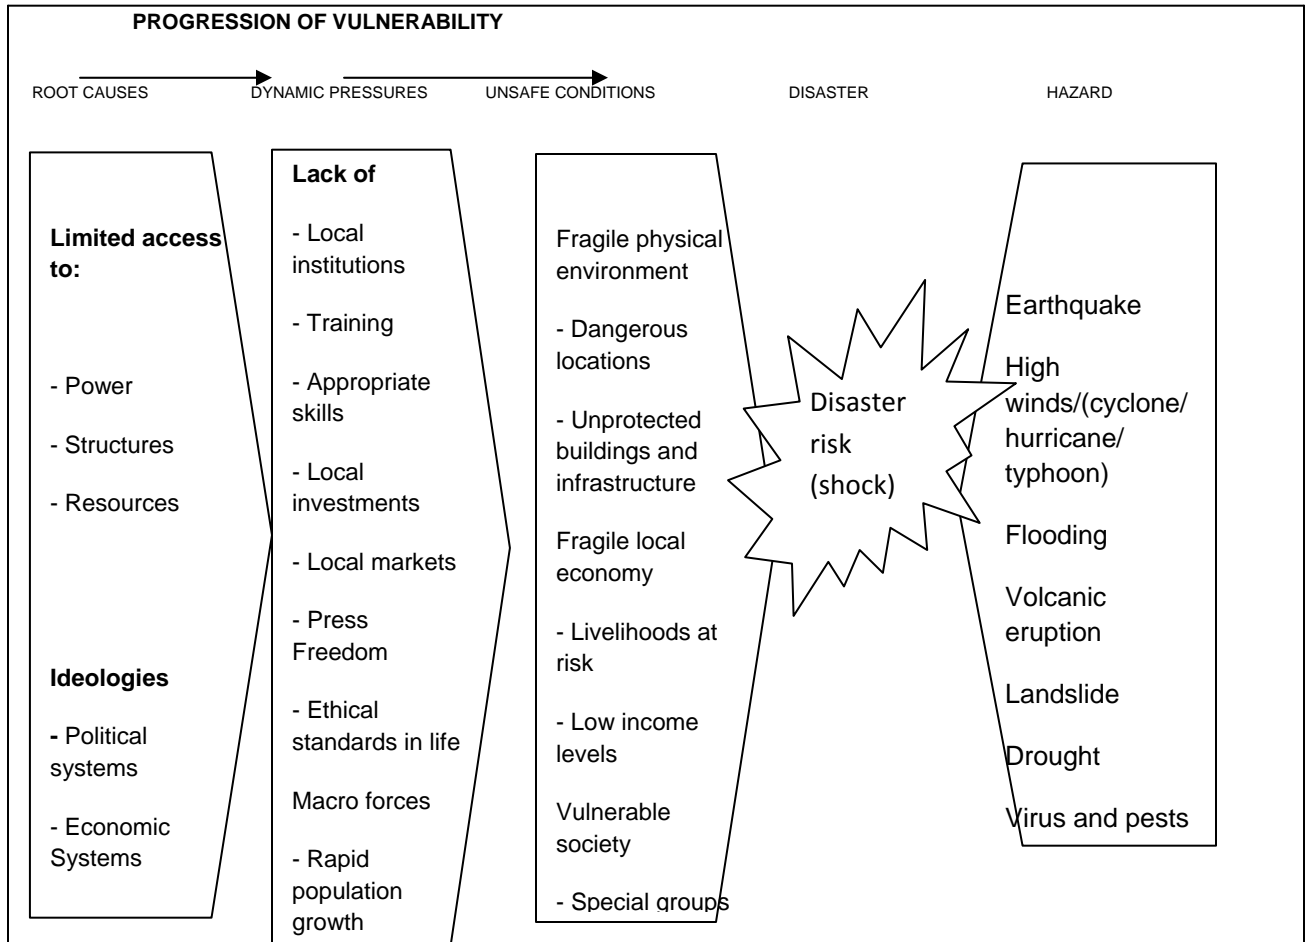 PROGRESSION OF VULNERABILITY
ROOT CAUSES
DYNAMIC PRESSURES
UNSAFE CONDITIONS
DISASTER
HAZARD
Limited access
to:
- Power
- Structures
- Resources
Ideologies
- Political
systems
- Economic
Systems
Lack of
- Local
institutions
- Training
- Appropriate
skills
- Local
investments
- Local markets
- Press
Freedom
- Ethical
standards in life
Macro forces
- Rapid
population
growth
Fragile physical
environment
- Dangerous
locations
- Unprotected
buildings and
infrastructure
Fragile local
economy
- Livelihoods at
risk
- Low income
levels
Vulnerable
society
- Special groups
Disaster
risk
(shock)
Earthquake
High
winds/(cyclone/
hurricane/
typhoon)
Flooding
Volcanic
eruption
Landslide
Drought
Virus and pests